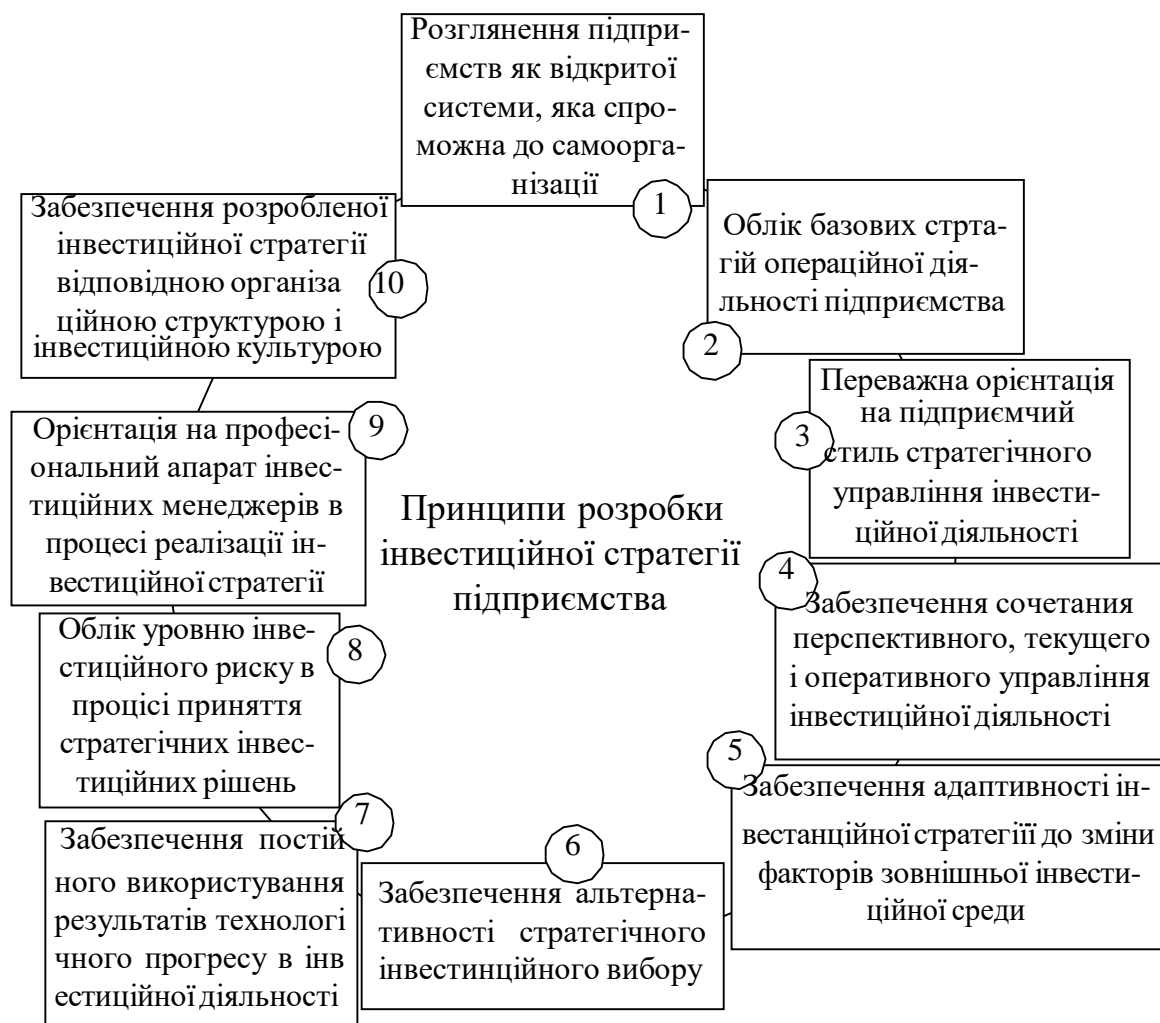 Розгляненння підпри-
ємств як відкритої
системи, яка спро-
можна до самоорга-
нізації
1
Облік базових стрта-
гій операційної дія-
льності підприємства
2
Переважна орієнтація
на підприємчий
стиль стратегічного
управління інвести-
ційної діяльності
3
4
Забезпечення сочетания
перспективного, текущего
і оперативного управління
інвестиційної діяльності
5
Забезпечення адаптивності ін-
вестанційної стратегіїї до зміни
факторів зовнішньої інвести-
ційної среди
6
Забезпечення альтерна-
тивності стратегічного
інвестинційного вибору
7
Забезпечення постій
ного використування
результатів технологі
чного прогресу в інв
естиційної діяльності
8
Облік уровню інве-
стиційного риску в
процісі приняття
стратегічних інвес-
тиційних рішень
9
Орієнтація на професі-
ональний апарат інвес-
тиційних менеджерів в
процесі реалізації ін-
вестиційної стратегії
Забезпечення розробленої
інвестиційної стратегії
відповідною організа
ційною структурою і
інвестиційною культурою
10
Принципи розробки
інвестиційної стратегії
підприємства